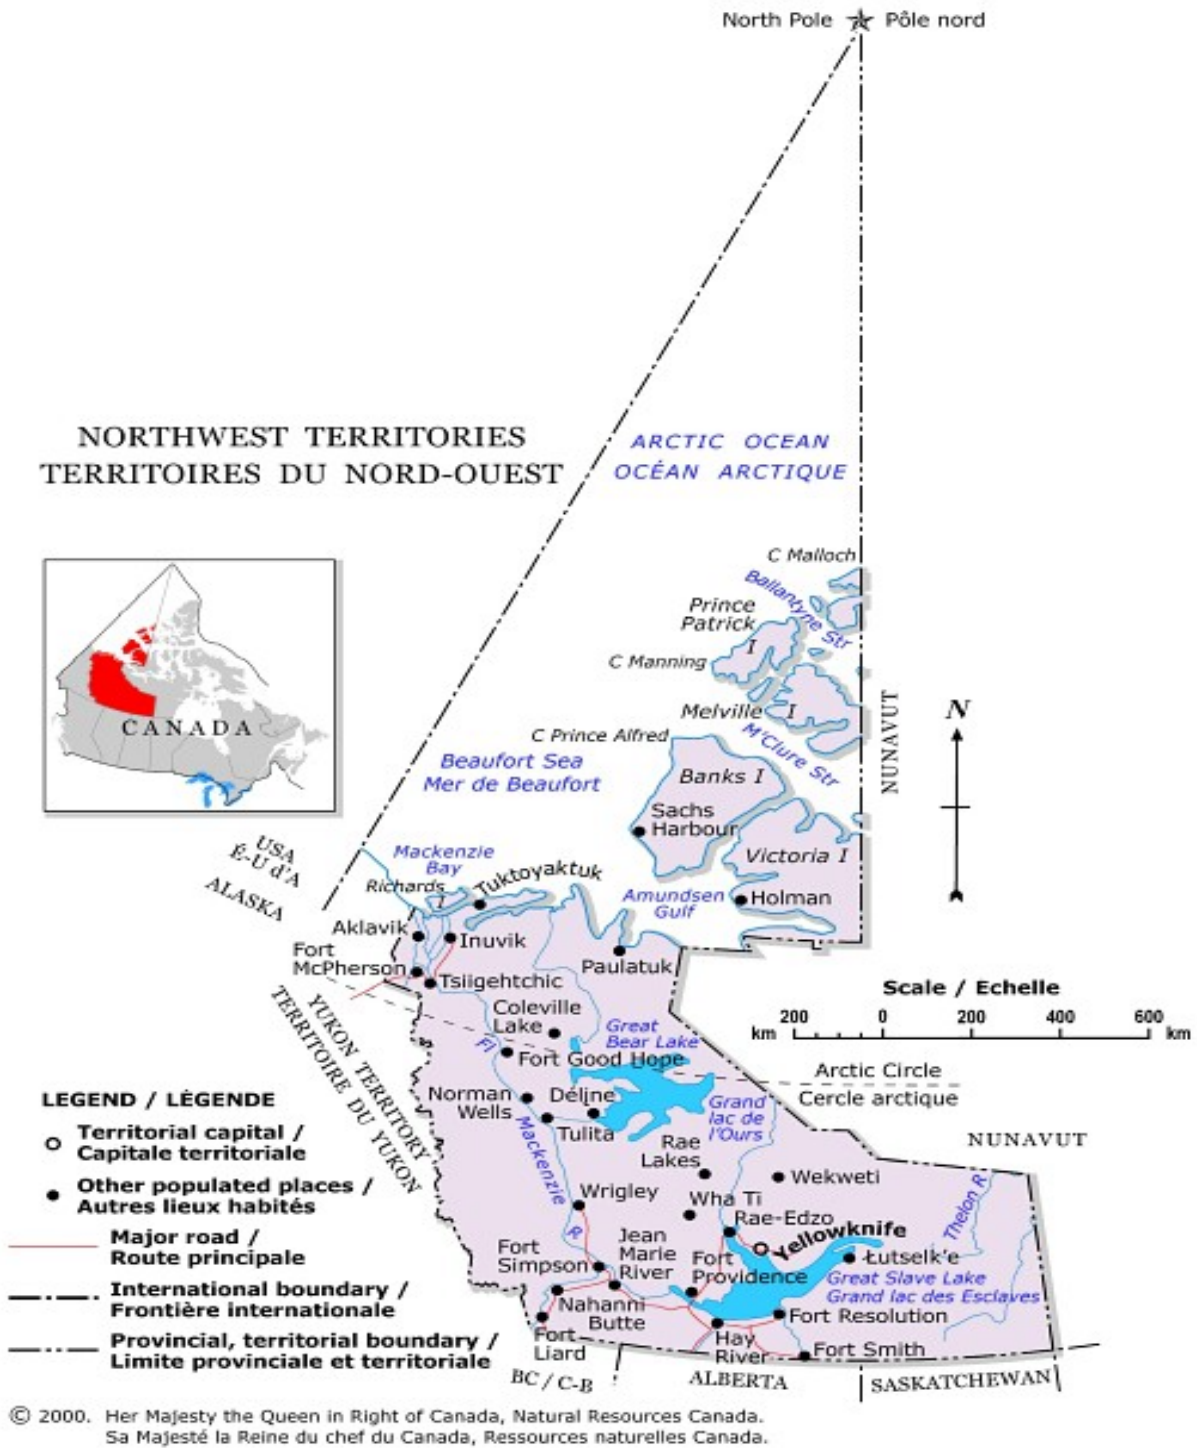 North Pole Pôle nord
NORTHWEST TERRITORIES
TERRITOIRES DU NORD-OUEST
ARCTIC OCEAN
OCÉAN ARCTIQUE
C Malloch
Ballantyne Str
Prince
Patrick
I
C Manning
Melville I
M'Clure Str
C Prince Alfred
Beaufort Sea
Mer de Beaufort
Banks I
Sachs
Harbour
Victoria I
NUNAVUT
N
CANADA
USA
É-U d'A
ALASKA
Mackenzie
Bay
Richards
I
Tuktoyaktuk
Amundsen
Gulf
Holman
Aklavik
Inuvik
Fort
McPherson
Tsiigehtchic
Paulatuk
YUKON TERRITORY
TERRITOIRE DU YUKON
Coleville
Lake
Great
Bear Lake
Fl
Fort Good Hope
Scale / Echelle
200 0 200 400 600
km km
Arctic Circle
Cercle arctique
Norman
Wells
Déljne
Tulita
Grand
lac de
l'Ours
Rae
Lakes
NUNAVUT
Wekweti
Mackenzie
R
Wrigley
Wha Ti
Rae-Edzo
Yellowknife
Thelon R
Jean
Marie
River
Fort
Simpson
Fort
Providence
Łutselk'e
Great Slave Lake
Grand lac des Esclaves
Nahanni
Butte
Fort
Liard
Hay
River
Fort Resolution
Fort Smith
BC / C-B
ALBERTA
SASKATCHEWAN
LEGEND / LÉGENDE
Territorial capital /
Capitale territoriale
Other populated places /
Autres lieux habités
Major road /
Route principale
International boundary /
Frontière internationale
Provincial, territorial boundary /
Limite provinciale et territoriale
© 2000. Her Majesty the Queen in Right of Canada, Natural Resources Canada.
Sa Majesté la Reine du chef du Canada, Ressources naturelles Canada.